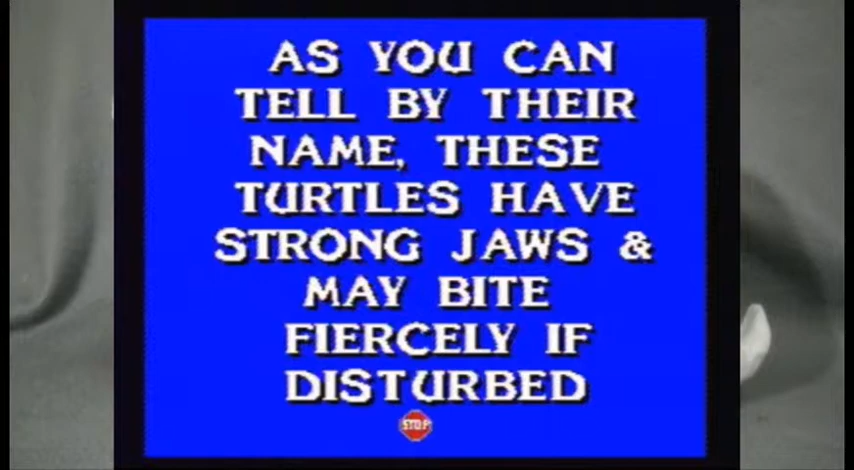 AS YOU CAN
TELL BY THEIR
NAME, THESE
TURTLES HAVE
STRONG JAWS &
MAY BITE
FIERCELY IF
DISTURBED
STOP